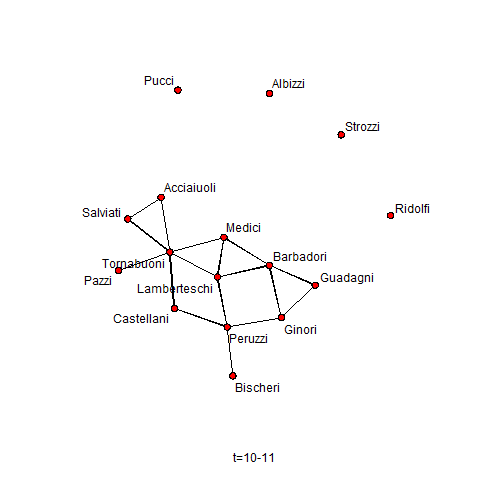 Pucci
Albizzi
Strozzi
Acciaiuoli
Salviati
Ridolfi
Medici
Tornabuoni
Barbadori
Pazzi
Lamberteschi
Guadagni
Castellani
Peruzzi
Ginori
Bischeri
t=10-11